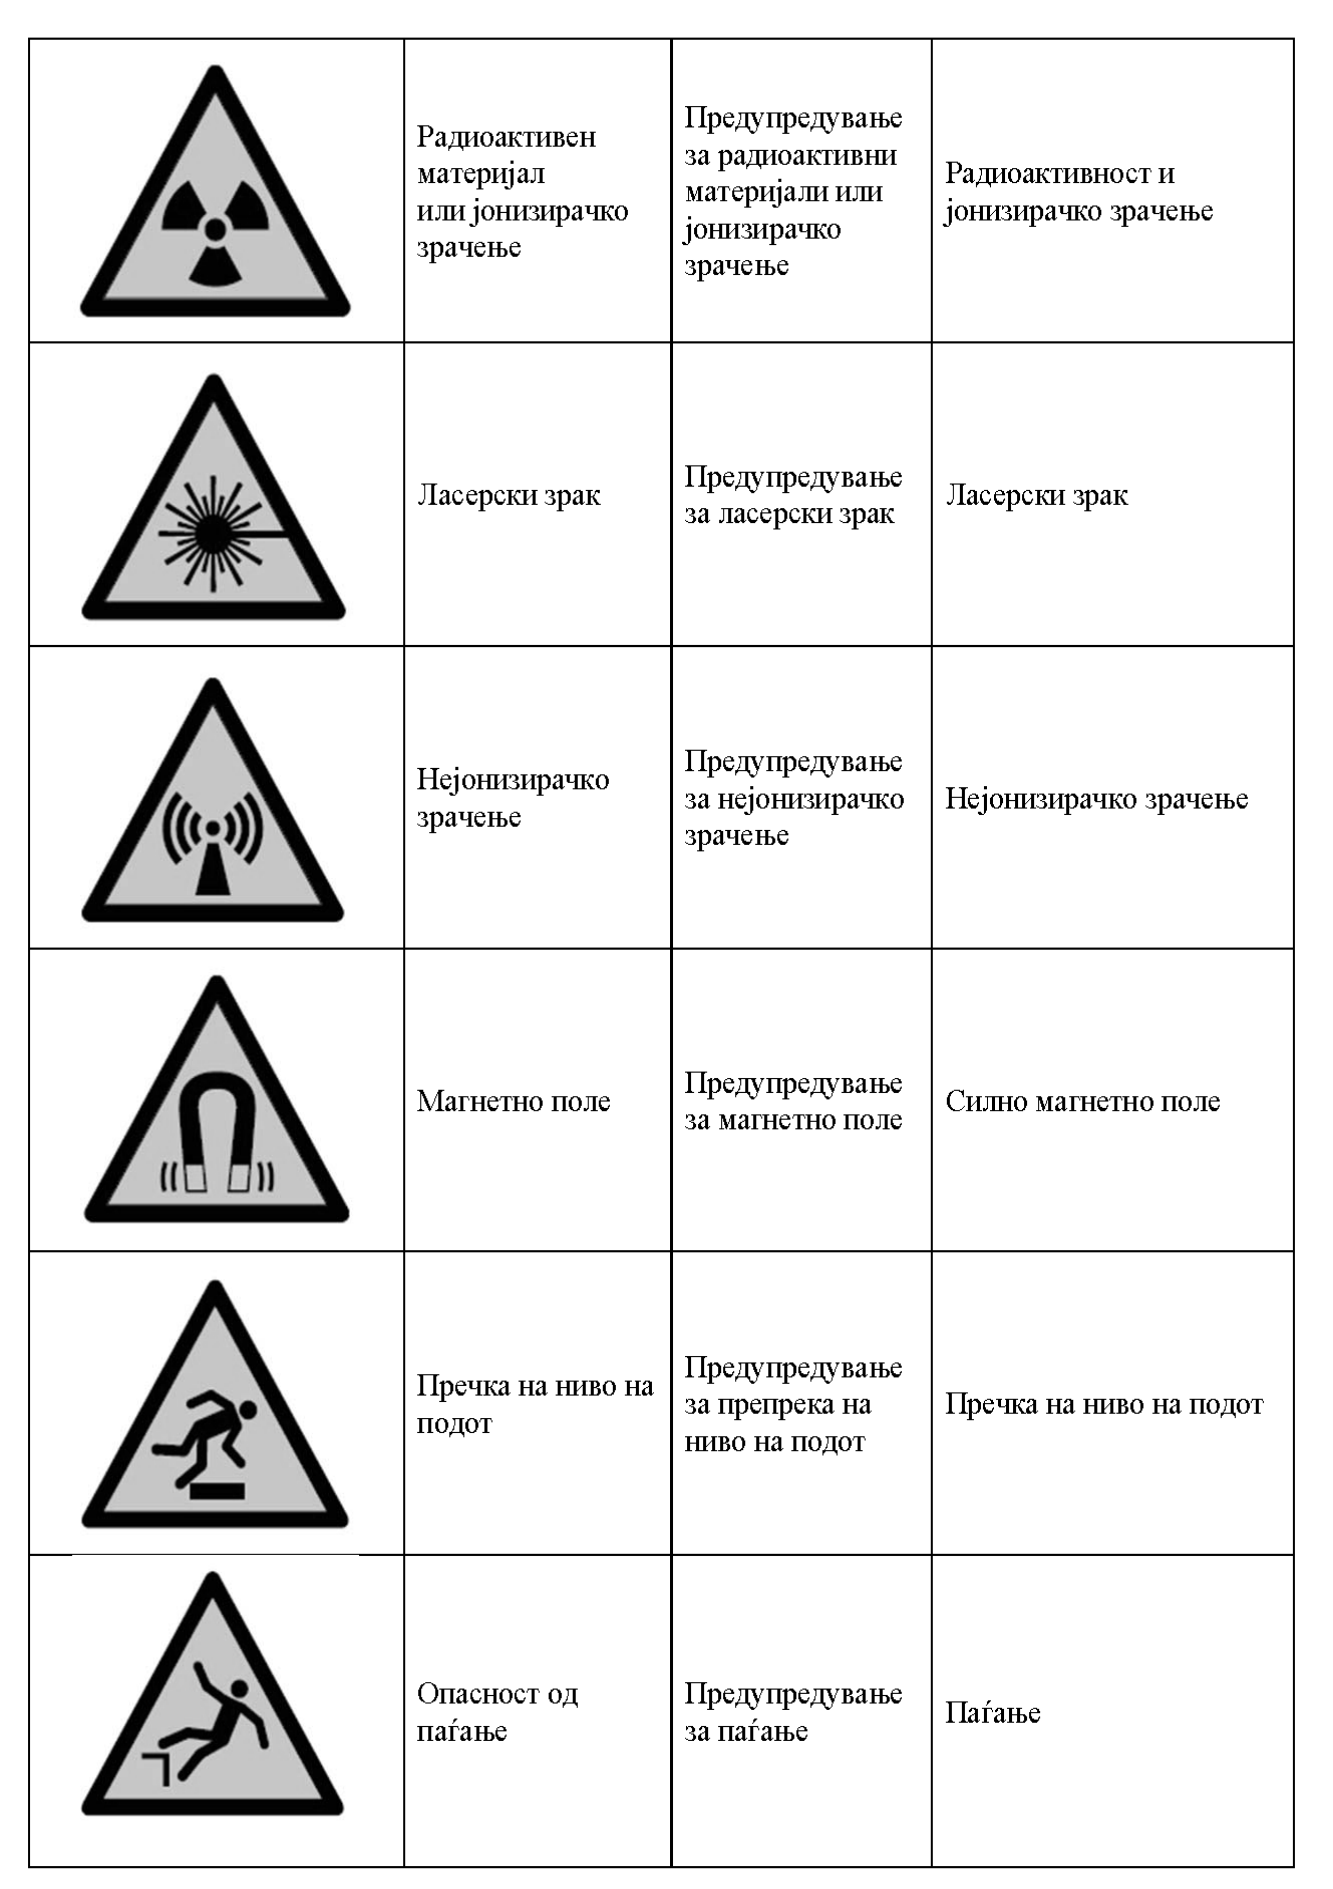 Радиоактивен
материјал
или јонизирачко
зрачење
Предупредување
за радиоактивни
материјали или
јонизирачко
зрачење
Радиоактивност и
јонизирачко зрачење
Ласерски зрак
Предупредување
за ласерски зрак
Ласерски зрак
Нејонизирачко
зрачење
Предупредување
за нејонизирачко
зрачење
Нејонизирачко зрачење
Магнетно поле
Предупредување
за магнетно поле
Силно магнетно поле
Пречка на ниво на
подот
Предупредување
за препрека на
ниво на подот
Пречка на ниво на подот
Опасност од
паѓање
Предупредување
за паѓање
Паѓање